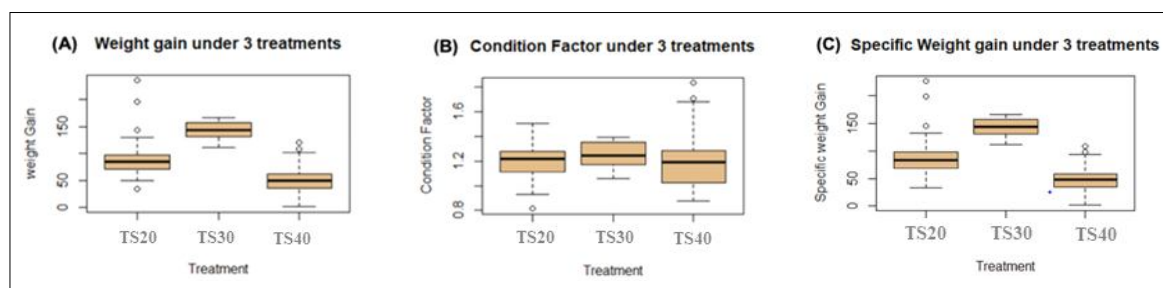 (A) Weight gain under 3 treatments
weight Gain
150
50
0
TS20 TS30 TS40
Treatment
(B) Condition Factor under 3 treatments
Condition Factor
1.6
1.2
0.8
TS20 TS30 TS40
Treatment
(C) Specific Weight gain under 3 treatments
Specific weight Gain
150
50
0
TS20 TS30 TS40
Treatment